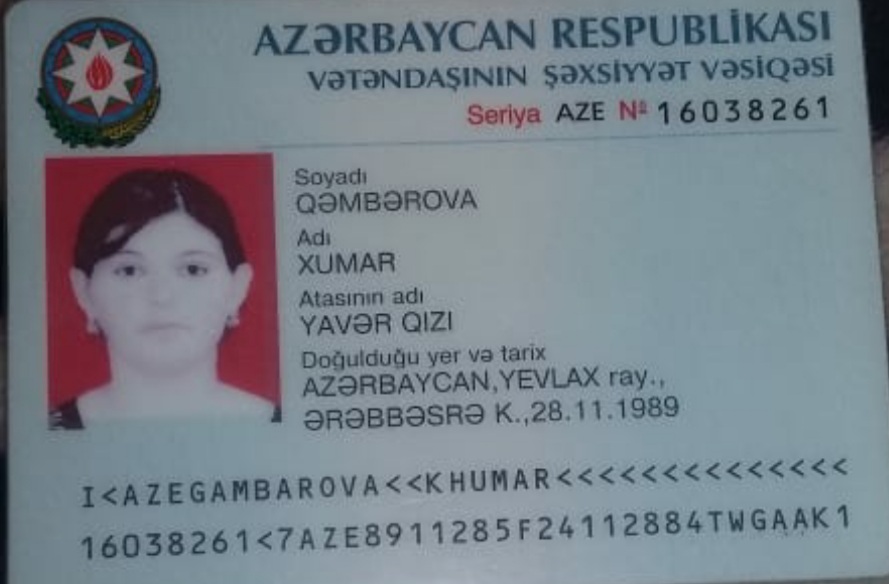 AZƏRBAYCAN RESPUBLİKASI
VƏTƏNDAŞININ ŞƏXSİYYƏT VƏSİQƏSİ
Seriya AZE № 16038261
Soyadı
QƏMBƏROVA
Adı
XUMAR
Atasının adı
YAVƏR QIZI
Doğulduğu yer və tarix
AZƏRBAYCAN,YEVLAX ray.,
ƏRƏBBƏSRƏ K.,28.11.1989
I<AZEGAMBAROVA<<KHUMAR<<<<<<<<<<<<<<<
16038261<7AZE8911285F24112884TWGAAK1